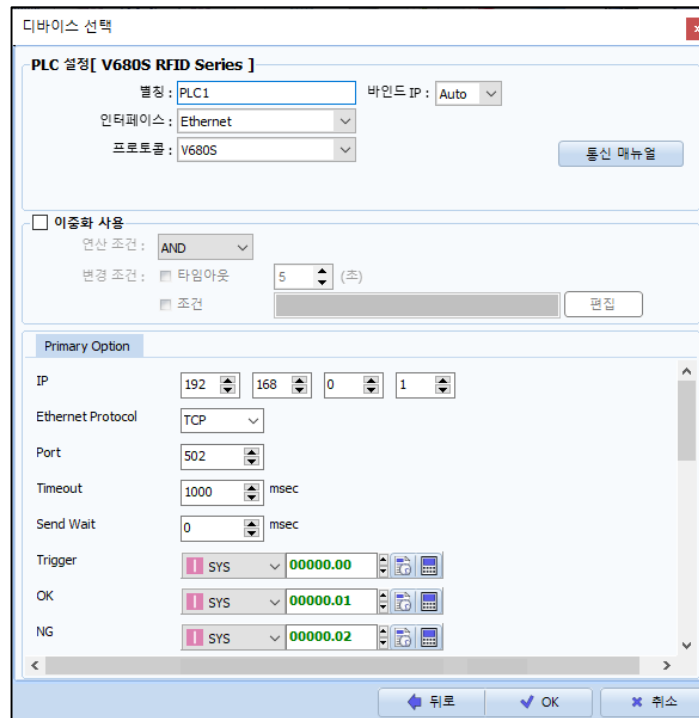 디바이스 선택
PLC 설정[ V680S RFID Series ]
별칭 : PLC1 바인드 IP : Auto
인터페이스 : Ethernet
프로토콜 : V680S 통신 매뉴얼
이중화 사용
연산 조건 : AND
변경 조건 : 타임아웃 5 (초)
조건 편집
Primary Option
IP 192 168 0 1
Ethernet Protocol TCP
Port 502
Timeout 1000 msec
Send Wait 0 msec
Trigger SYS 00000.00
OK SYS 00000.01
NG SYS 00000.02
뒤로 OK 취소